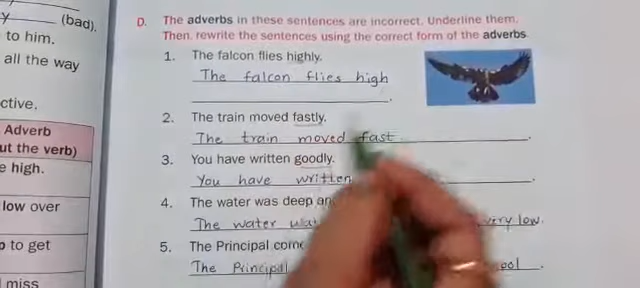 y (bad).
to him.
all the way
ctive.
Adverb
ut the verb)
e high.
low over
to get
miss
D. The adverbs in these sentences are incorrect. Underline them.
Then, rewrite the sentences using the correct form of the adverbs
1. The falcon flies highly.
The falcon flies high
2. The train moved fastly.
The train moved fast
3. You have written goodly.
You have written
4. The water was deep an
The water very low.
5. The Principal come
The Principal ool.